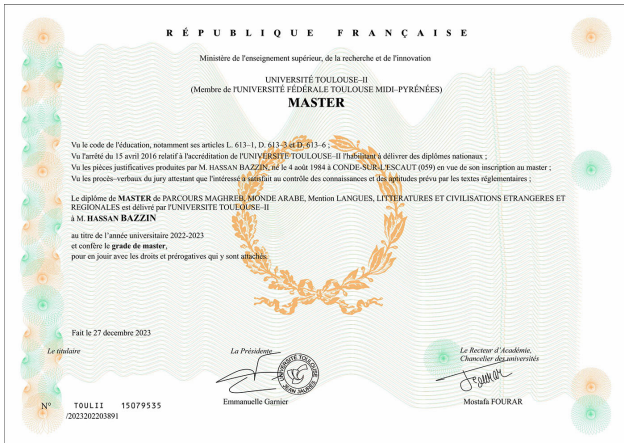 RÉPUBLIQUE FRANÇAISE
Ministère de l'enseignement supérieur, de la recherche et de l'innovation
UNIVERSITÉ TOULOUSE–II
(Membre de l'UNIVERSITÉ FÉDÉRALE TOULOUSE MIDI–PYRÉNÉES)
MASTER
Vu le code de l'éducation, notamment ses articles L. 613–1, D. 613–3 et D. 613–6 ;
Vu l'arrêté du 15 avril 2016 relatif à l'accréditation de l'UNIVERSITÉ TOULOUSE–II l'habilitant à délivrer des diplômes nationaux ;
Vu les pièces justificatives produites par M. HASSAN BAZZIN, né le 4 août 1984 à CONDE-SUR-L'ESCAUT (059) en vue de son inscription au master ;
Vu les procès–verbaux du jury attestant que l'intéressé a satisfait au contrôle des connaissances et des aptitudes prévu par les textes réglementaires ;
Le diplôme de MASTER de PARCOURS MAGHREB, MONDE ARABE, Mention LANGUES, LITTERATURES ET CIVILISATIONS ETRANGERES ET
REGIONALES est délivré par l'UNIVERSITE TOULOUSE–II
à M. HASSAN BAZZIN
au titre de l'année universitaire 2022-2023
et confère le grade de master,
pour en jouir avec les droits et prérogatives qui y sont attachés.
Fait le 27 decembre 2023
Le titulaire
La Présidente
Le Recteur d'Académie,
Chancelier des universités
UNIVERSITÉ TOULOUSE
JEAN JAURÈS
Emmanuelle Garnier
Mostafa FOURAR
N° TOULII 15079535
/2023202203891